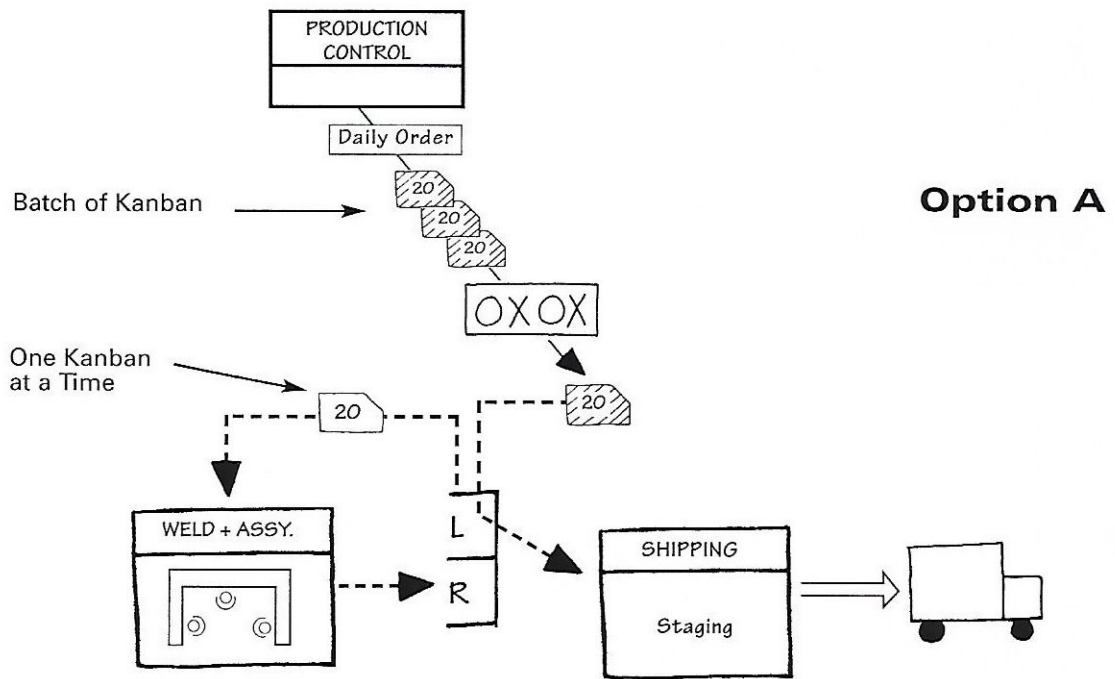 PRODUCTION
CONTROL
Daily Order
Batch of Kanban
20
20
20
Option A
OXOX
One Kanban
at a Time
20
20
L
R
WELD + ASSY.
SHIPPING
Staging